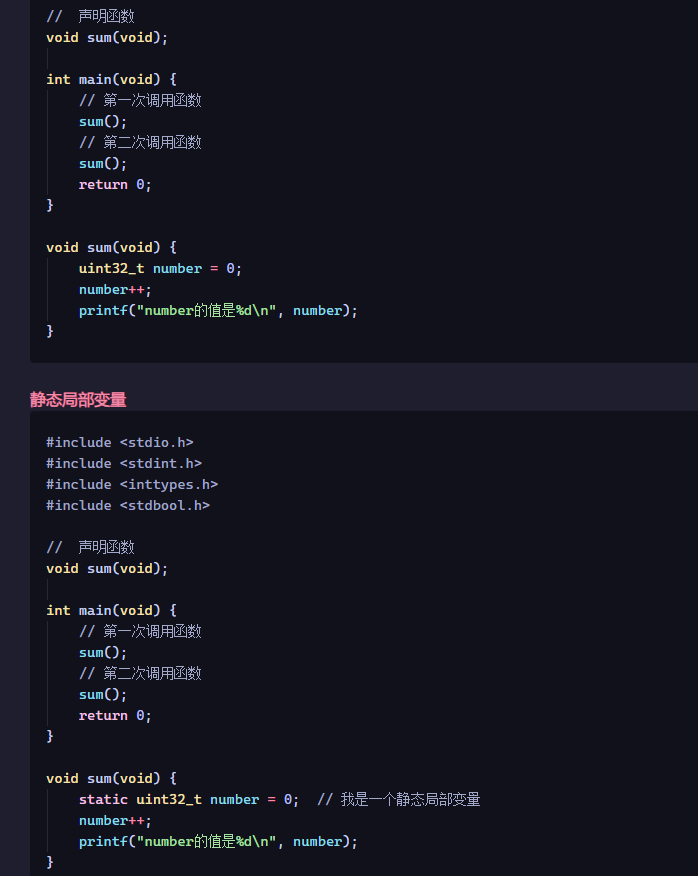 //  声明函数
void sum(void);
int main(void) {
    // 第一次调用函数
    sum();
    // 第二次调用函数
    sum();
    return 0;
}
void sum(void) {
    uint32_t number = 0;
    number++;
    printf("number的值是%d\n", number);
}
静态局部变量
#include <stdio.h>
#include <stdint.h>
#include <inttypes.h>
#include <stdbool.h>
//  声明函数
void sum(void);
int main(void) {
    // 第一次调用函数
    sum();
    // 第二次调用函数
    sum();
    return 0;
}
void sum(void) {
    static uint32_t number = 0;  // 我是一个静态局部变量
    number++;
    printf("number的值是%d\n", number);
}